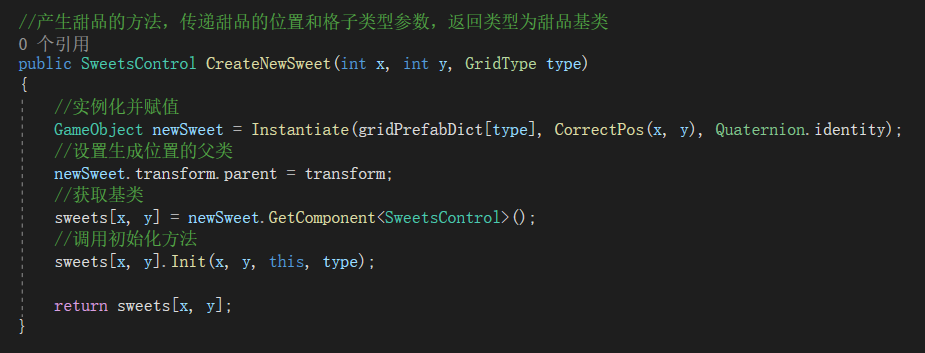 //产生甜品的方法，传递甜品的位置和格子类型参数，返回类型为甜品基类
0 个引用
public SweetsControl CreateNewSweet(int x, int y, GridType type)
{
    //实例化并赋值
    GameObject newSweet = Instantiate(gridPrefabDict[type], CorrectPos(x, y), Quaternion.identity);
    //设置生成位置的父类
    newSweet.transform.parent = transform;
    //获取基类
    sweets[x, y] = newSweet.GetComponent<SweetsControl>();
    //调用初始化方法
    sweets[x, y].Init(x, y, this, type);
    return sweets[x, y];
}